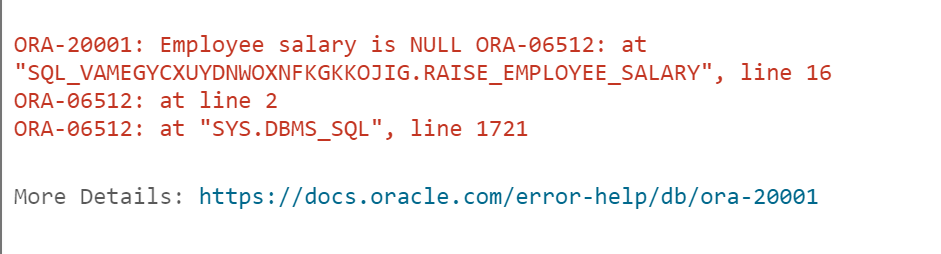 ORA-20001: Employee salary is NULL ORA-06512: at
"SQL_VAMEGYCXUYDNWOXNFKGKKOJIG.RAISE_EMPLOYEE_SALARY", line 16
ORA-06512: at line 2
ORA-06512: at "SYS.DBMS_SQL", line 1721
More Details: https://docs.oracle.com/error-help/db/ora-20001